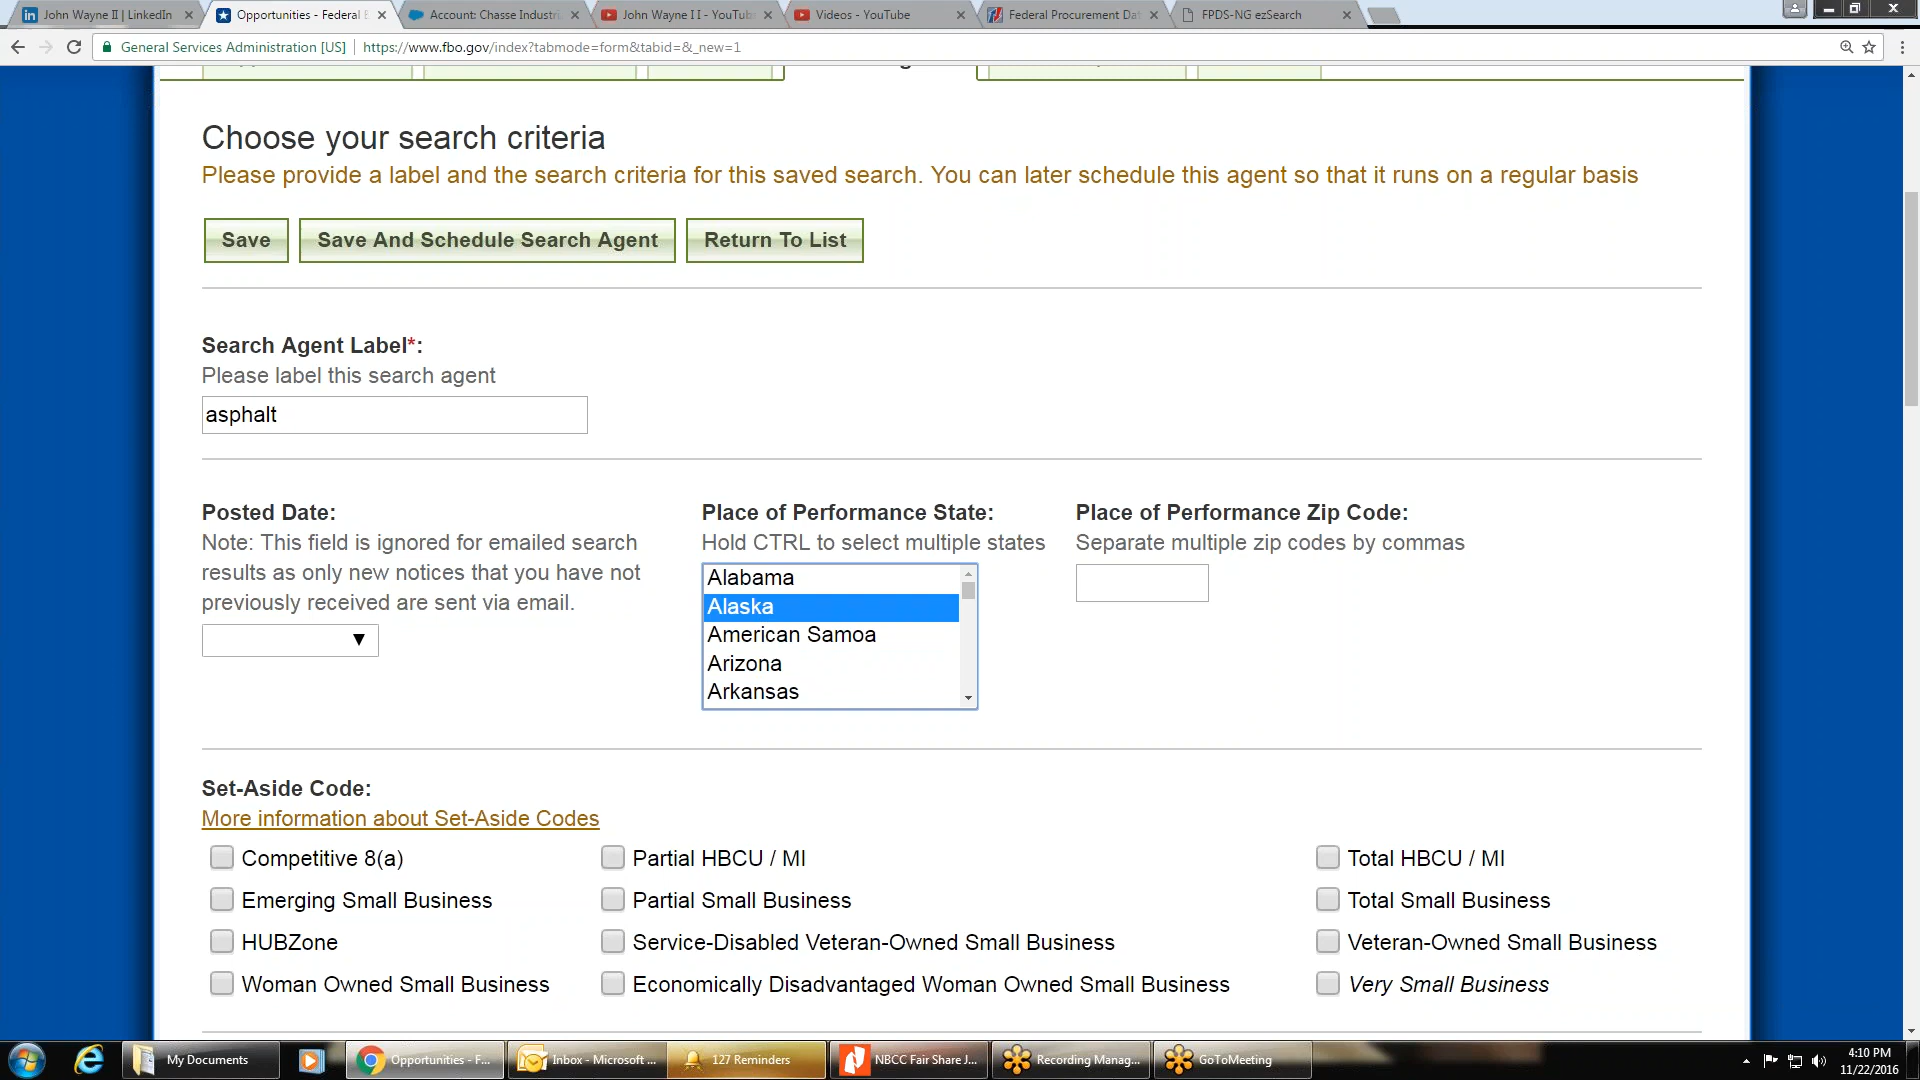 John Wayne II | LinkedIn
Opportunities - Federal B
Account: Chasse Industri
John Wayne I I - YouTub
Videos - YouTube
Federal Procurement Dat
FPDS-NG ezSearch
General Services Administration [US]
https://www.fbo.gov/index?tabmode=form&tabid=&_new=1
Choose your search criteria
Please provide a label and the search criteria for this saved search. You can later schedule this agent so that it runs on a regular basis
Save
Save And Schedule Search Agent
Return To List
Search Agent Label*:
Please label this search agent
asphalt
Posted Date:
Note: This field is ignored for emailed search
results as only new notices that you have not
previously received are sent via email.
Place of Performance State:
Hold CTRL to select multiple states
Alabama
Alaska
American Samoa
Arizona
Arkansas
Place of Performance Zip Code:
Separate multiple zip codes by commas
Set-Aside Code:
More information about Set-Aside Codes
Competitive 8(a)
Partial HBCU / MI
Total HBCU / MI
Emerging Small Business
Partial Small Business
Total Small Business
HUBZone
Service-Disabled Veteran-Owned Small Business
Veteran-Owned Small Business
Woman Owned Small Business
Economically Disadvantaged Woman Owned Small Business
Very Small Business
My Documents
Opportunities - F...
Inbox - Microsoft ...
127 Reminders
NBCC Fair Share J...
Recording Manag...
GoToMeeting
4:10 PM
11/22/2016